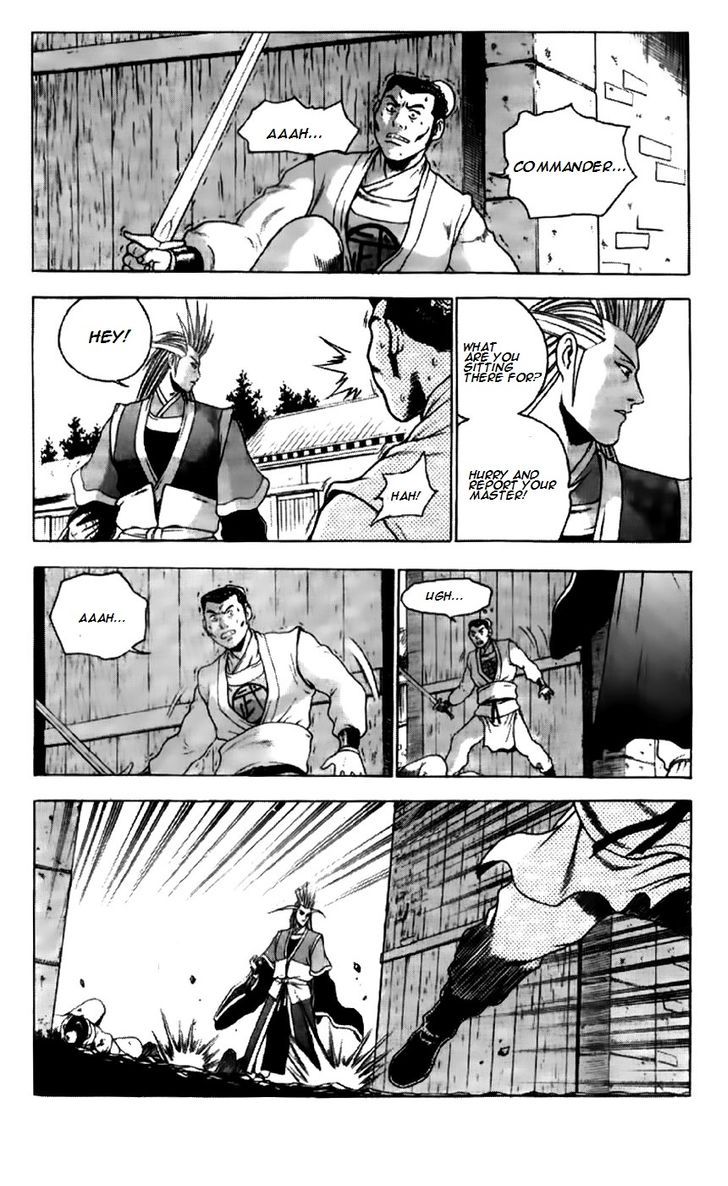 AAAH...
COMMANDER...
HEY!
HAH!
WHAT
ARE YOU
SITTING
THERE FOR?
HURRY AND
REPORT YOUR
MASTER!
AAAH...
UGH...